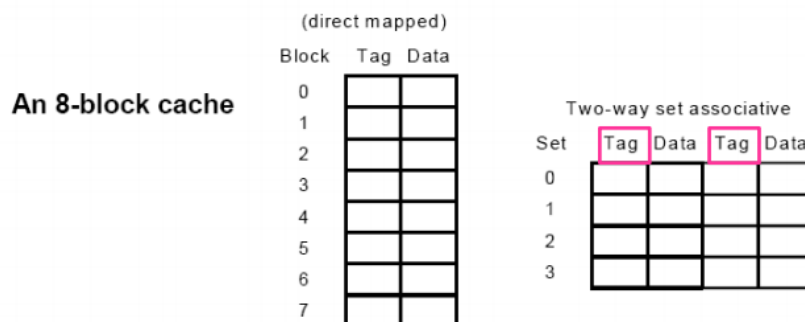 (direct mapped)
Block Tag Data
An 8-block cache
0
1
2
3
4
5
6
7
Two-way set associative
Set Tag Data Tag Data
0
1
2
3